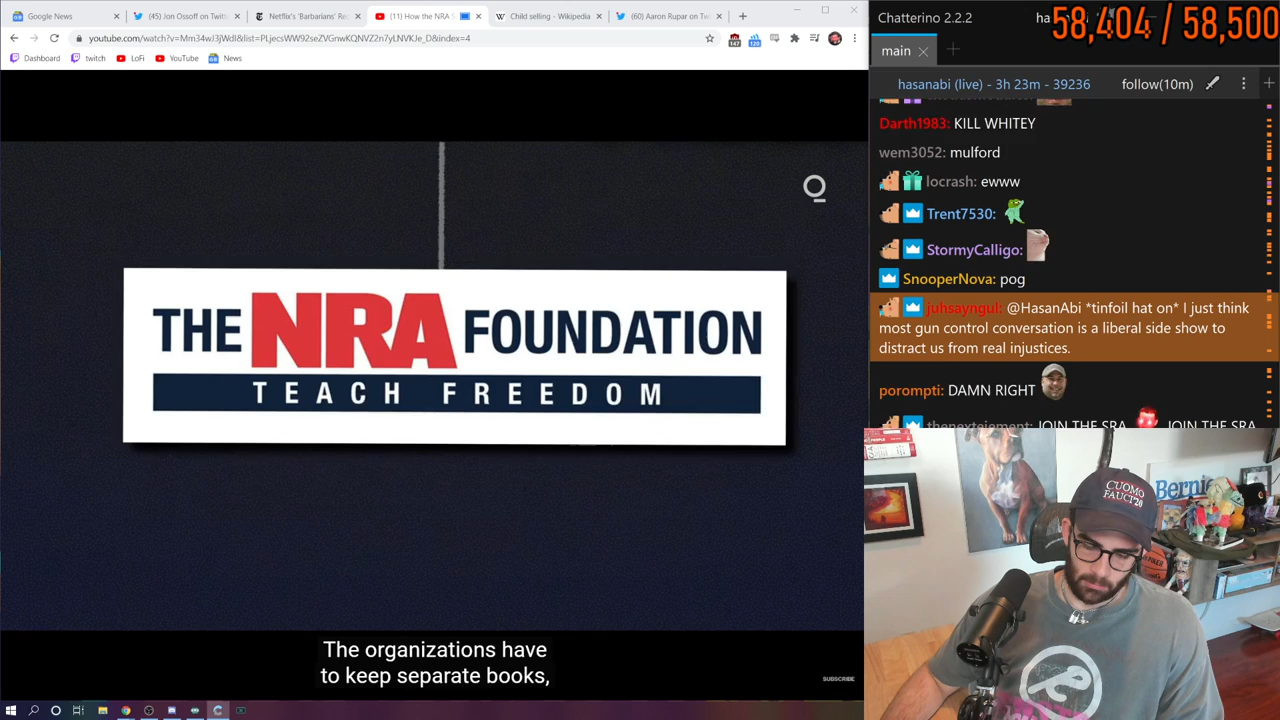 Google News
(45) Jon Ossoff on Twitt
Netflix's 'Barbarians' Re
(11) How the NRA S
Child selling - Wikipedia
(60) Aaron Rupar on Tw
youtube.com/watch?v=Mm34wJ3jWdI&list=PLjecsWW92seZVGnwKQNVZ2n7yLNVKJe_D&index=4
Dashboard
twitch
LoFi
YouTube
News
THE NRA FOUNDATION
TEACH FREEDOM
The organizations have
to keep separate books,
SUBSCRIBE
Chatterino 2.2.2
58,404 / 58,500
main
hasanabi (live) - 3h 23m - 39236
follow(10m)
Darth1983: KILL WHITEY
wem3052: mulford
locrash: ewww
Trent7530:
StormyCalligo:
SnooperNova: pog
juhsayngul: @HasanAbi *tinfoil hat on* I just think
most gun control conversation is a liberal side show to
distract us from real injustices.
porompti: DAMN RIGHT
JOIN THE SRA JOIN THE SRA
Bernie
CUOMO
FAUCI'20